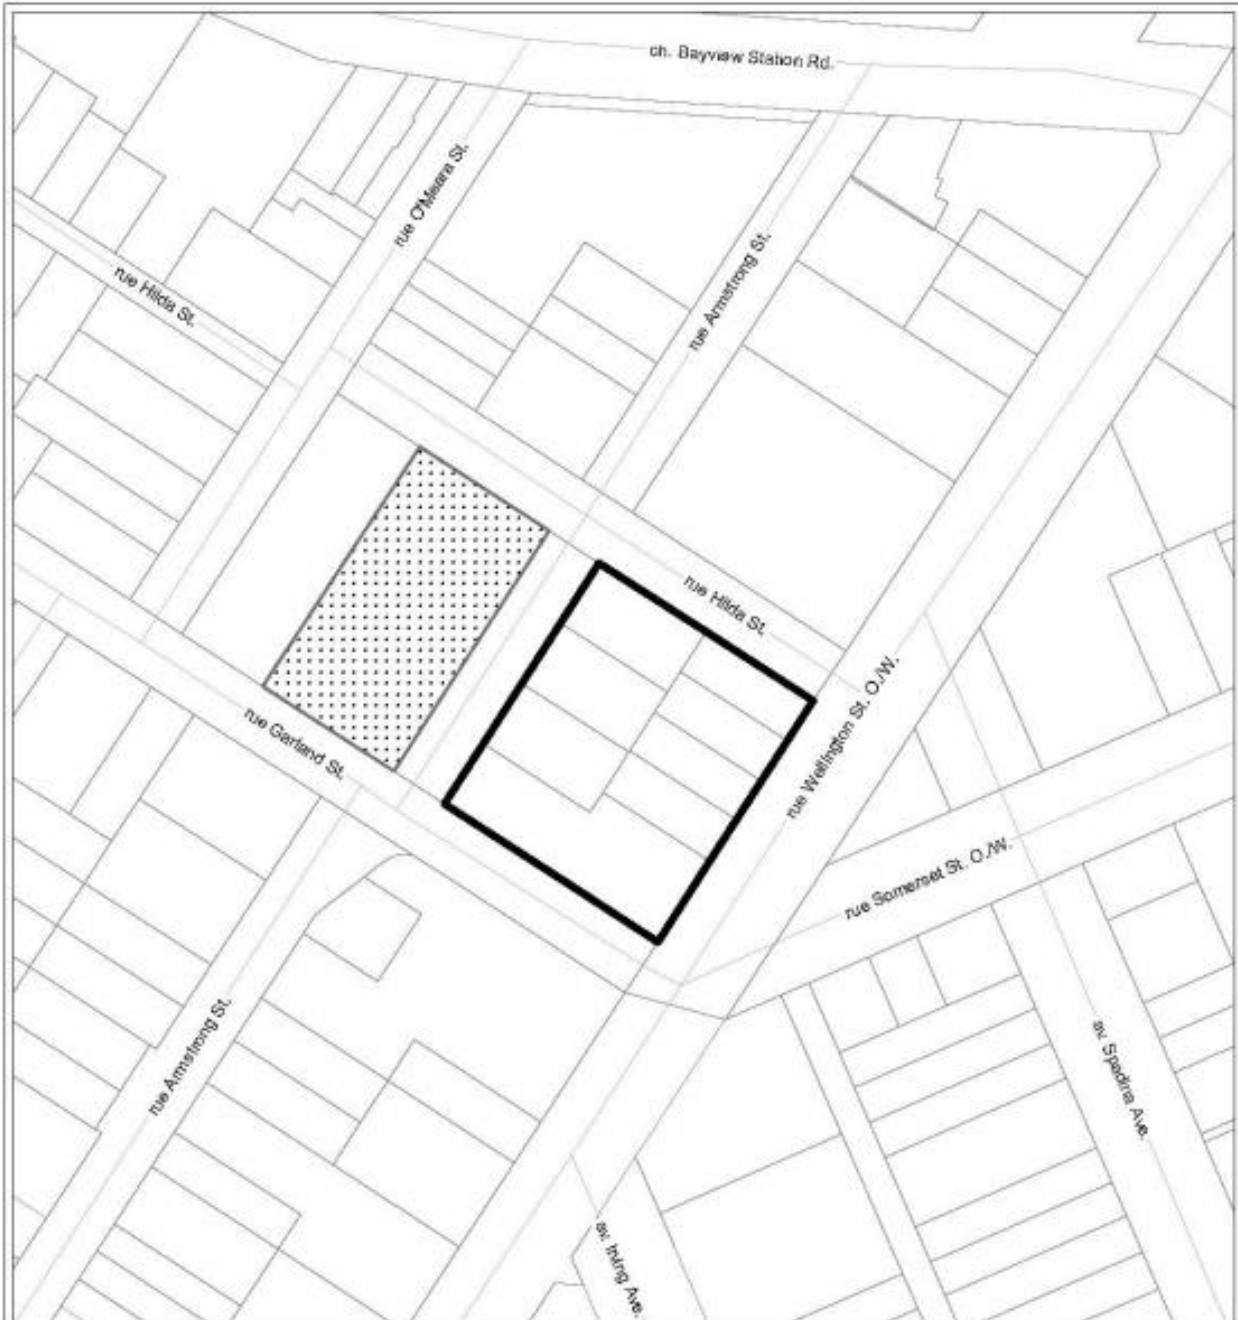 ch. Bayview Station Rd.
rue O'Meara St.
rue Armstrong St.
rue Hilda St.
rue Hilda St.
rue Wellington St. O./W.
rue Garland St.
rue Somerset St. O./W.
rue Armstrong St.
av. Spadina Ave.
av. Irving Ave.